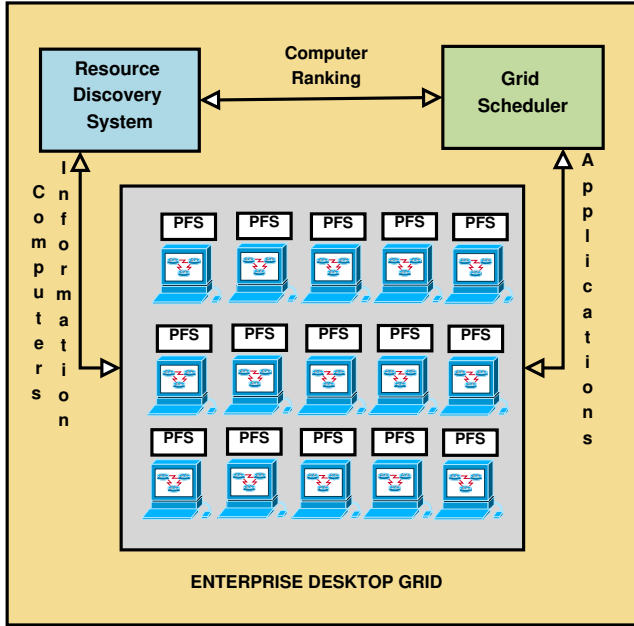 Resource
Discovery
System
Computer
Ranking
Grid
Scheduler
Computers
Information
Applications
PFS PFS PFS PFS PFS
PFS PFS PFS PFS PFS
PFS PFS PFS PFS PFS
ENTERPRISE DESKTOP GRID